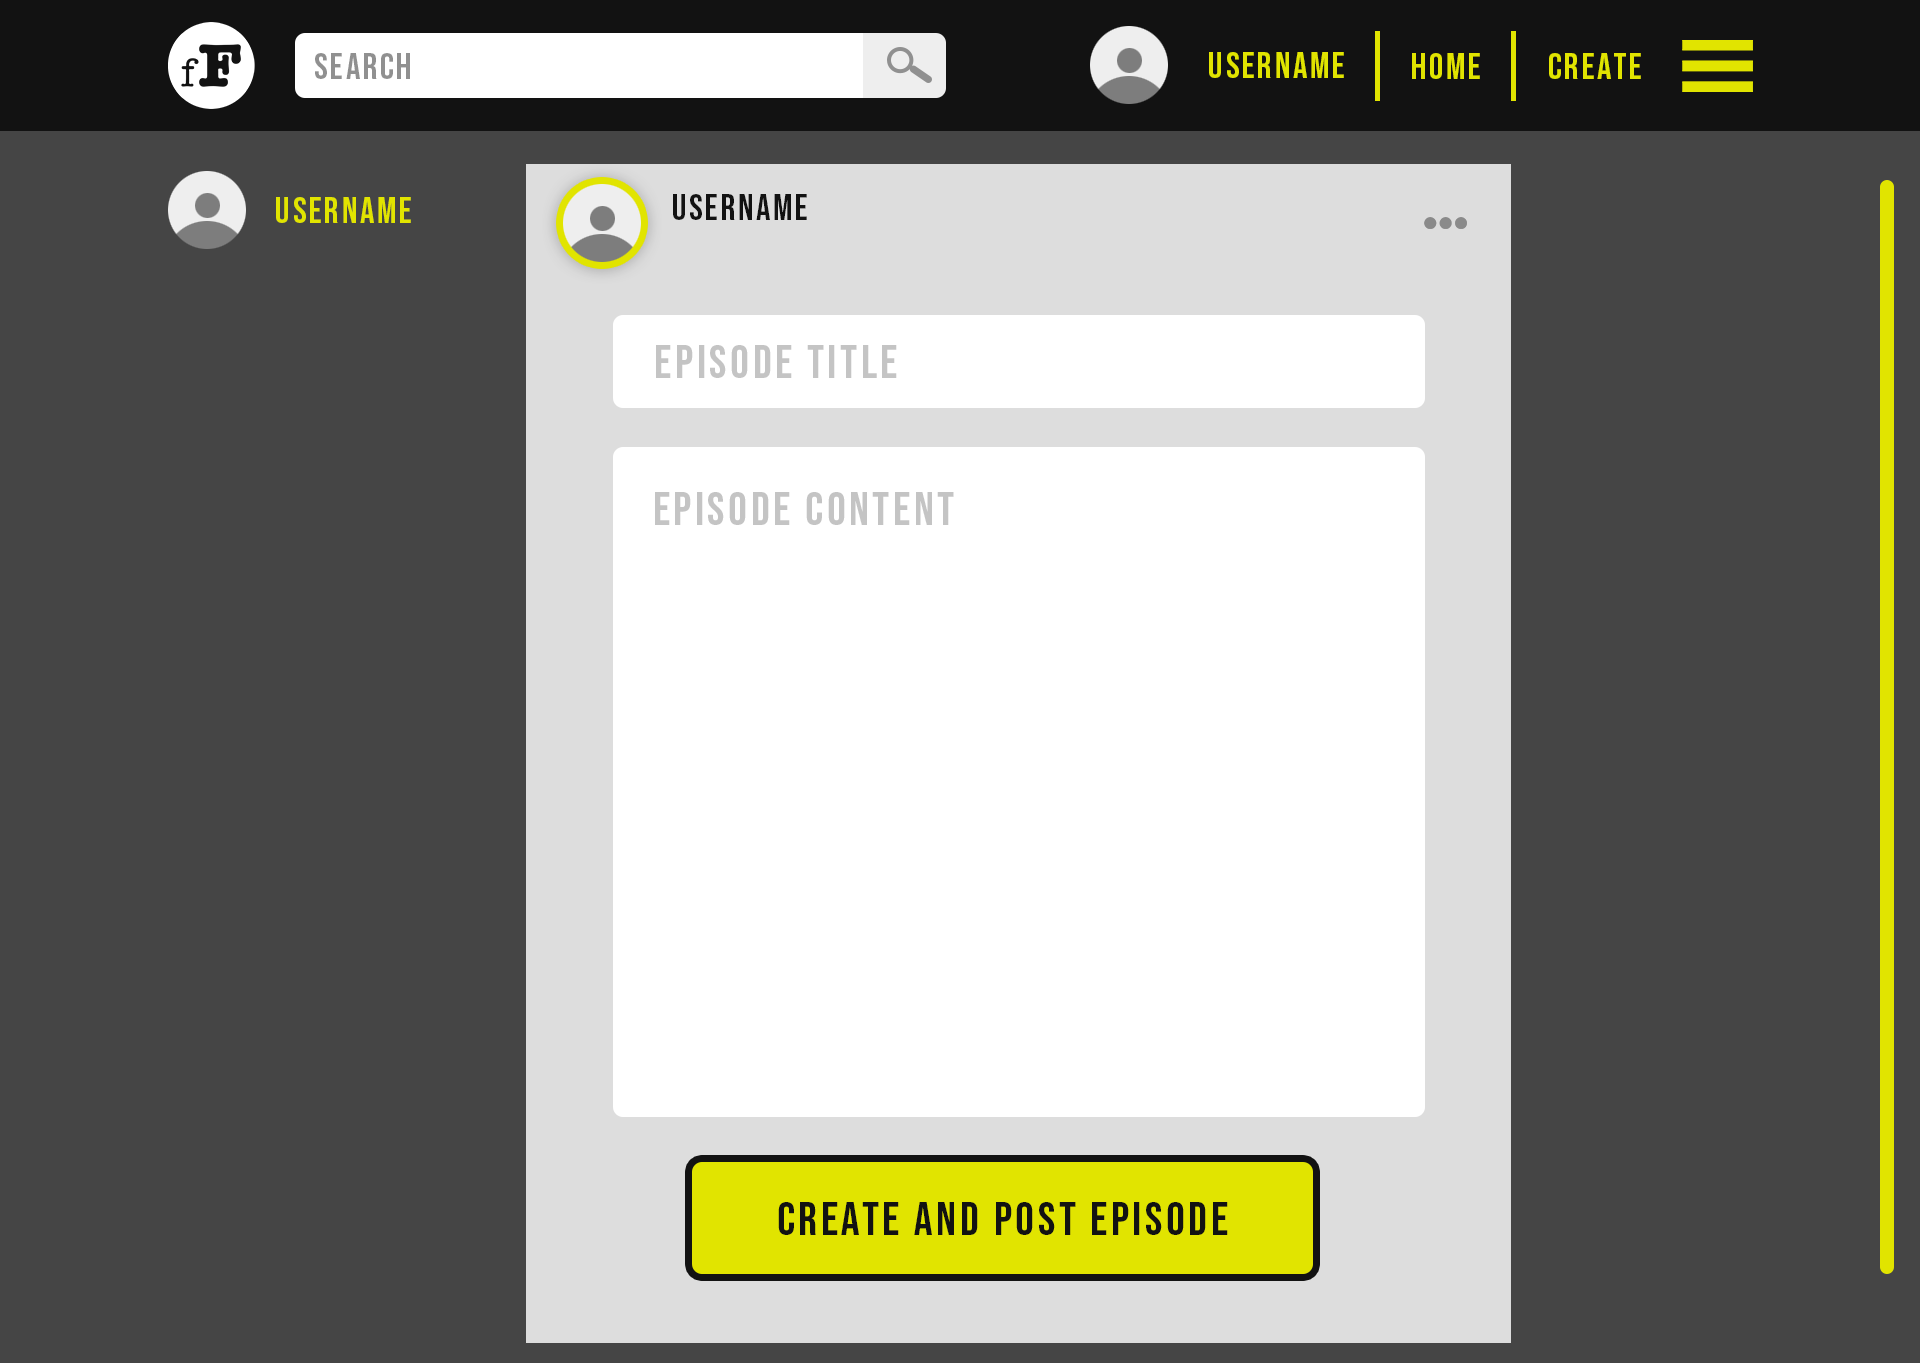 fF
SEARCH
USERNAME
HOME
CREATE
USERNAME
USERNAME
EPISODE TITLE
EPISODE CONTENT
CREATE AND POST EPISODE